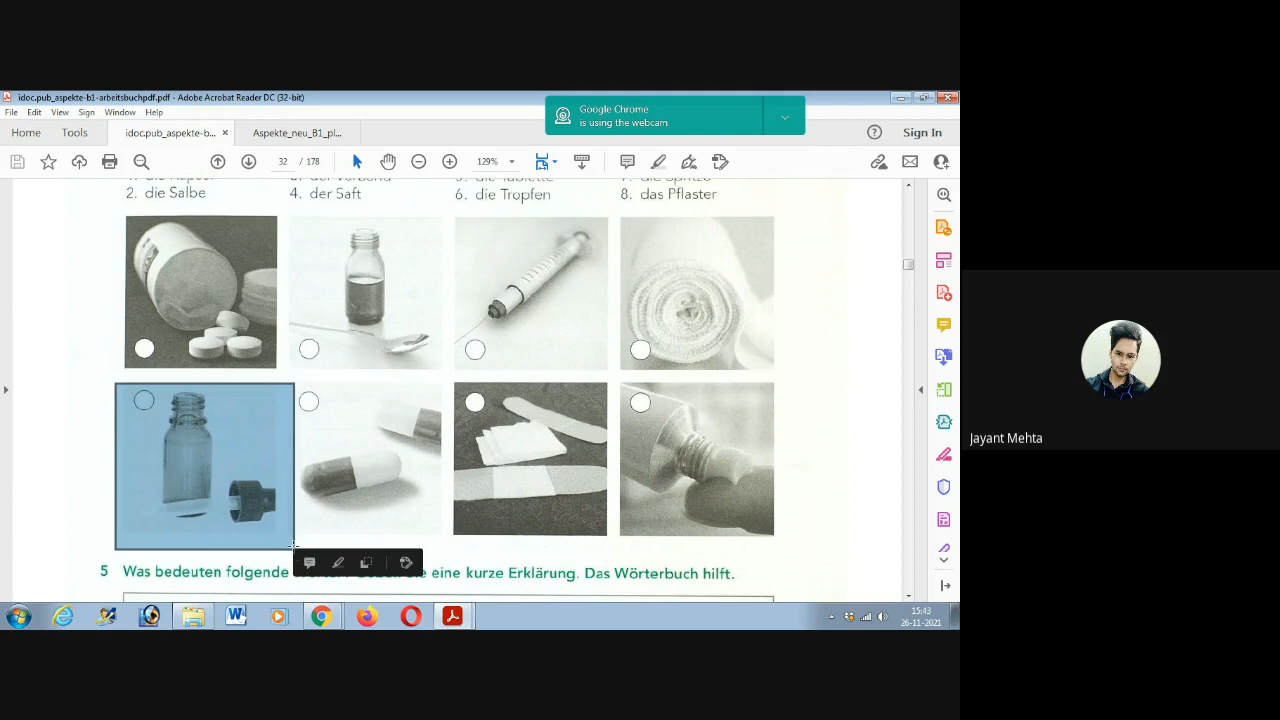 idoc.pub_aspekte-b1-arbeitsbuchpdf.pdf - Adobe Acrobat Reader DC (32-bit)
File Edit View Sign Window Help
Google Chrome
is using the webcam
Home Tools idoc.pub_aspekte-b... × Aspekte_neu_B1_pl...
Sign In
32 / 178 129%
2. die Salbe 4. der Saft 6. die Tropfen 8. das Pflaster
5 Was bedeuten folgende eine kurze Erklärung. Das Wörterbuch hilft.
Jayant Mehta
15:43
26-11-2021